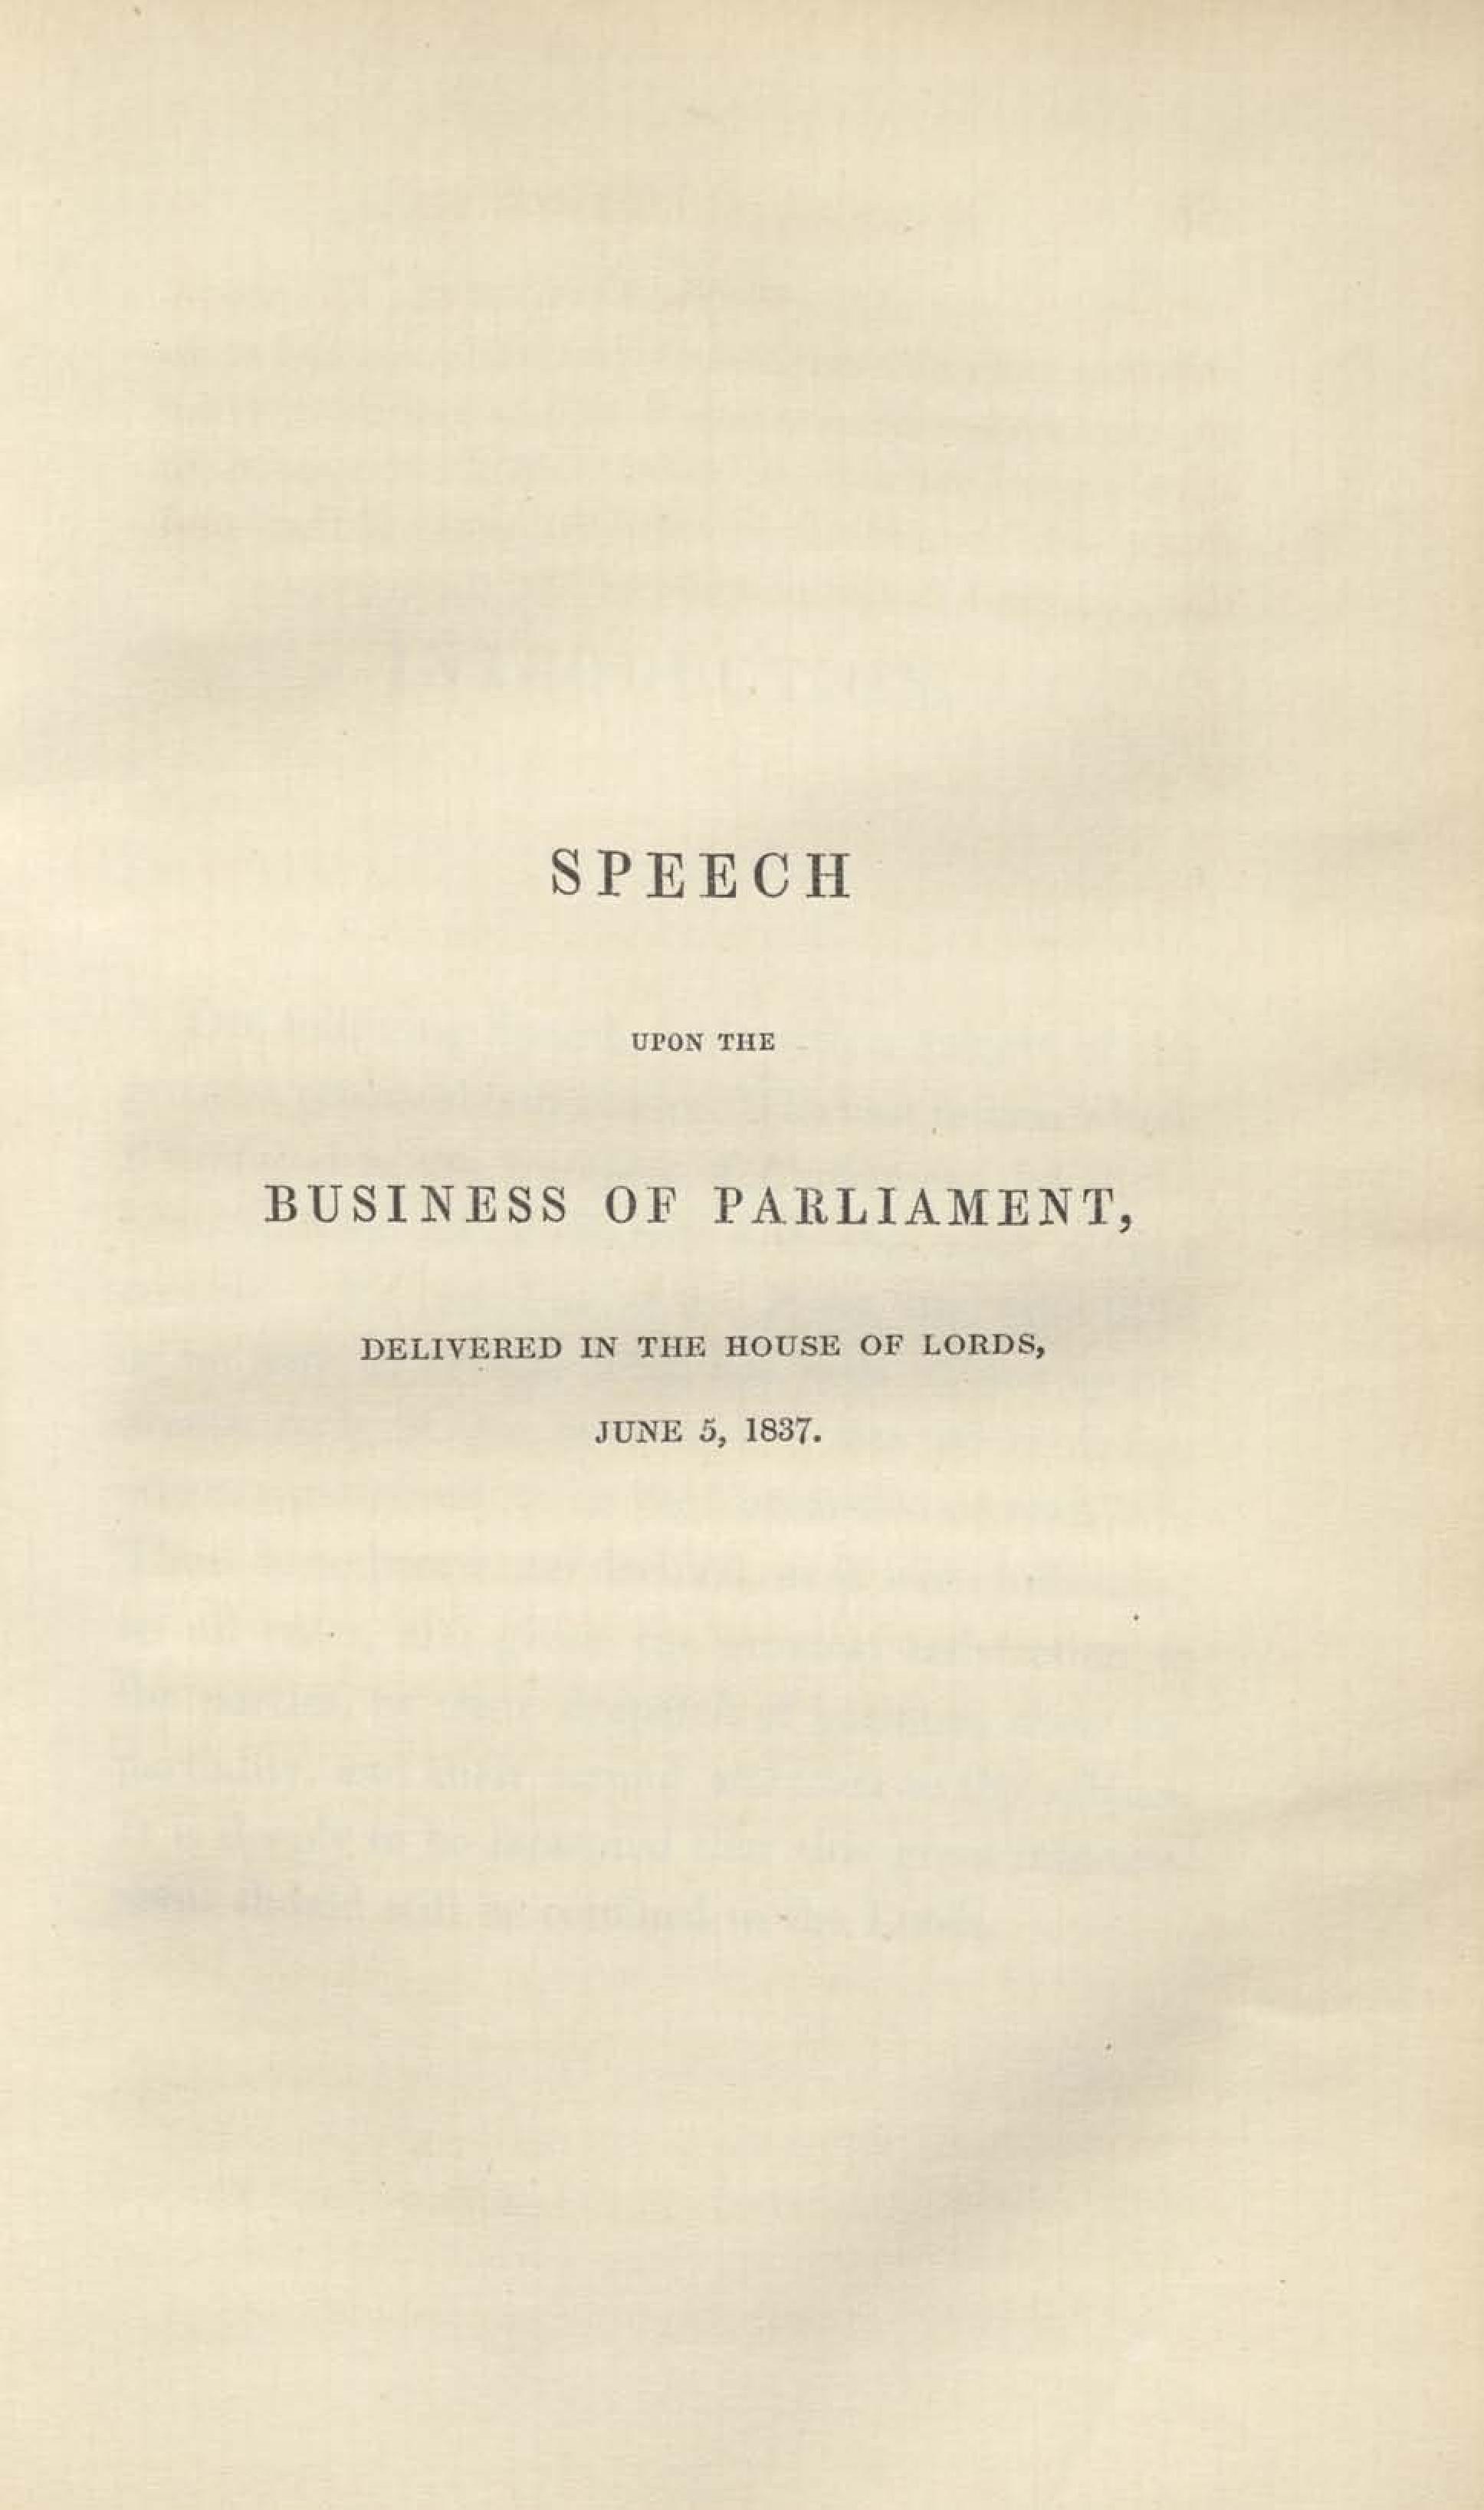 SPEECH
UPON THE
BUSINESS OF PARLIAMENT,
DELIVERED IN THE HOUSE OF LORDS,
JUNE 5, 1837.